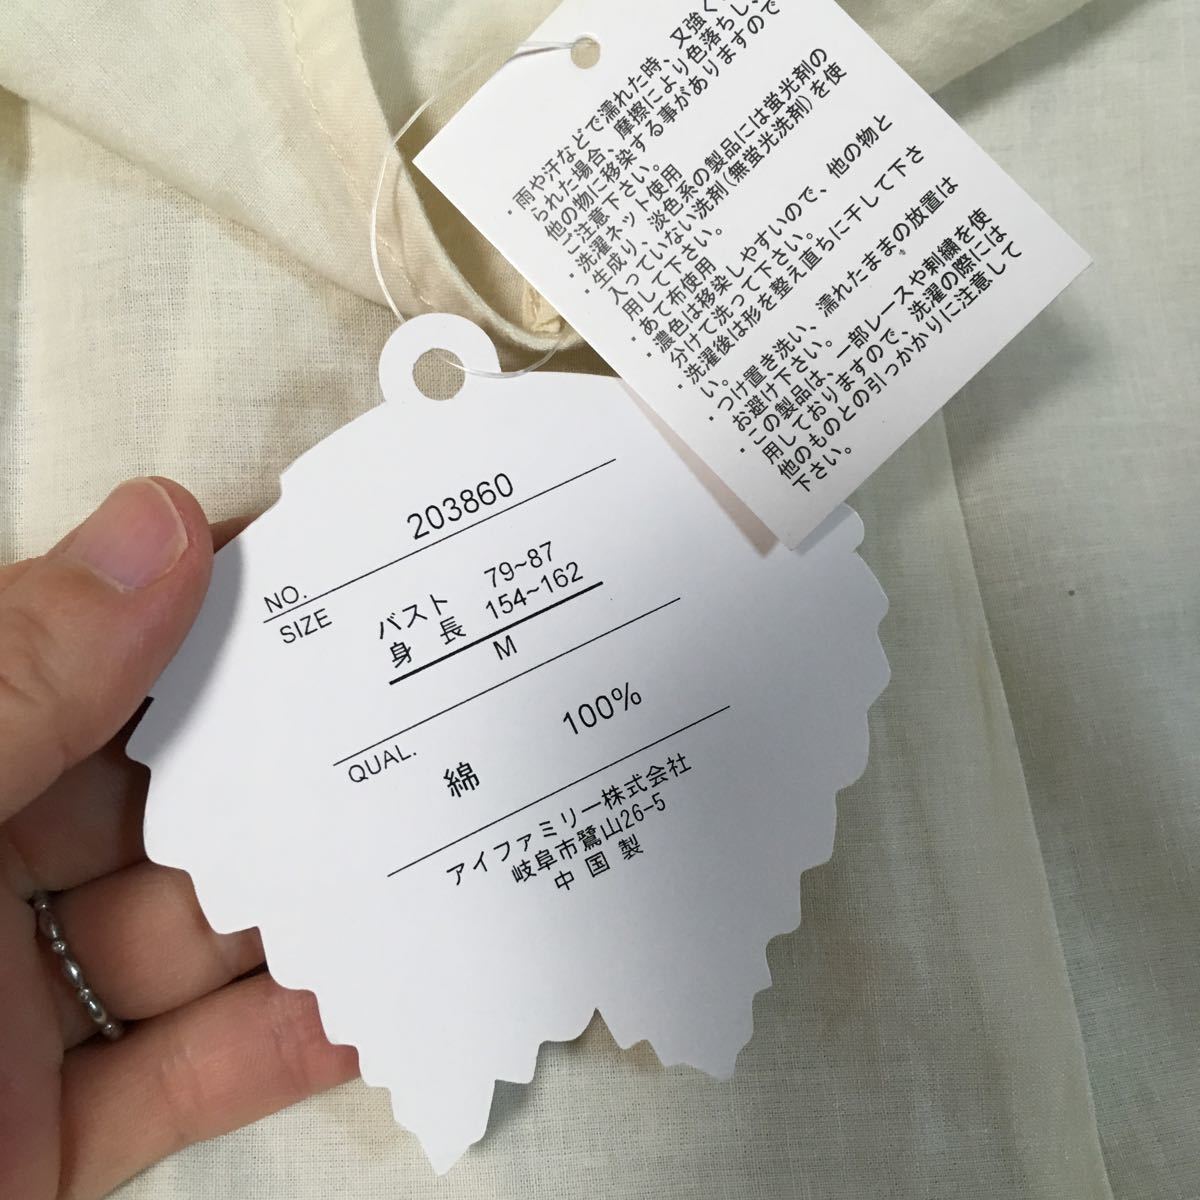 ・雨や汗などで濡れた時、又強く
られた場合、摩擦により色落ちし、
他の物に移染する事がありますので
ご注意下さい。
・洗濯ネット使用
・生成り、淡色系の製品には蛍光剤の
入っていない洗剤(無蛍光洗剤)を使
用して下さい。
・あて布使用
・濃色は移染しやすいので、他の物と
分けて洗って下さい。
・洗濯後は形を整え直ちに干して下さ
い。
・つけ置き洗い、濡れたままの放置は
お避け下さい。
・この製品は、一部レースや刺繍を使
用しておりますので、洗濯の際には
他のものとの引っかかりに注意して
下さい。
NO. 203860
SIZE バスト 79~87
身 長 154~162
M
QUAL.
綿 100%
アイファミリー株式会社
岐阜市鷺山26-5
中 国 製